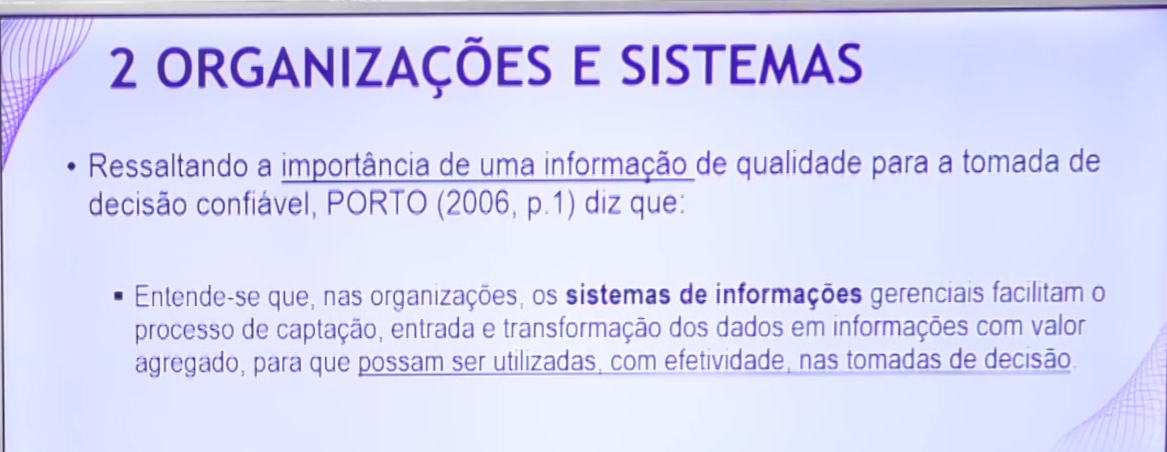 2 ORGANIZAÇÕES E SISTEMAS
• Ressaltando a importância de uma informação de qualidade para a tomada de
decisão confiável, PORTO (2006, p.1) diz que:
▪ Entende-se que, nas organizações, os sistemas de informações gerenciais facilitam o
processo de captação, entrada e transformação dos dados em informações com valor
agregado, para que possam ser utilizadas, com efetividade, nas tomadas de decisão.